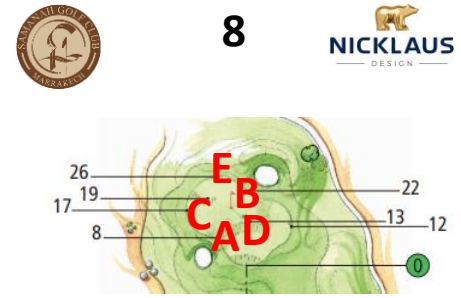 SAMANAH GOLF CLUB
MARRAKECH
8
NICKLAUS
DESIGN
26
E
B
22
19
17
C
13
12
8
A
D
0